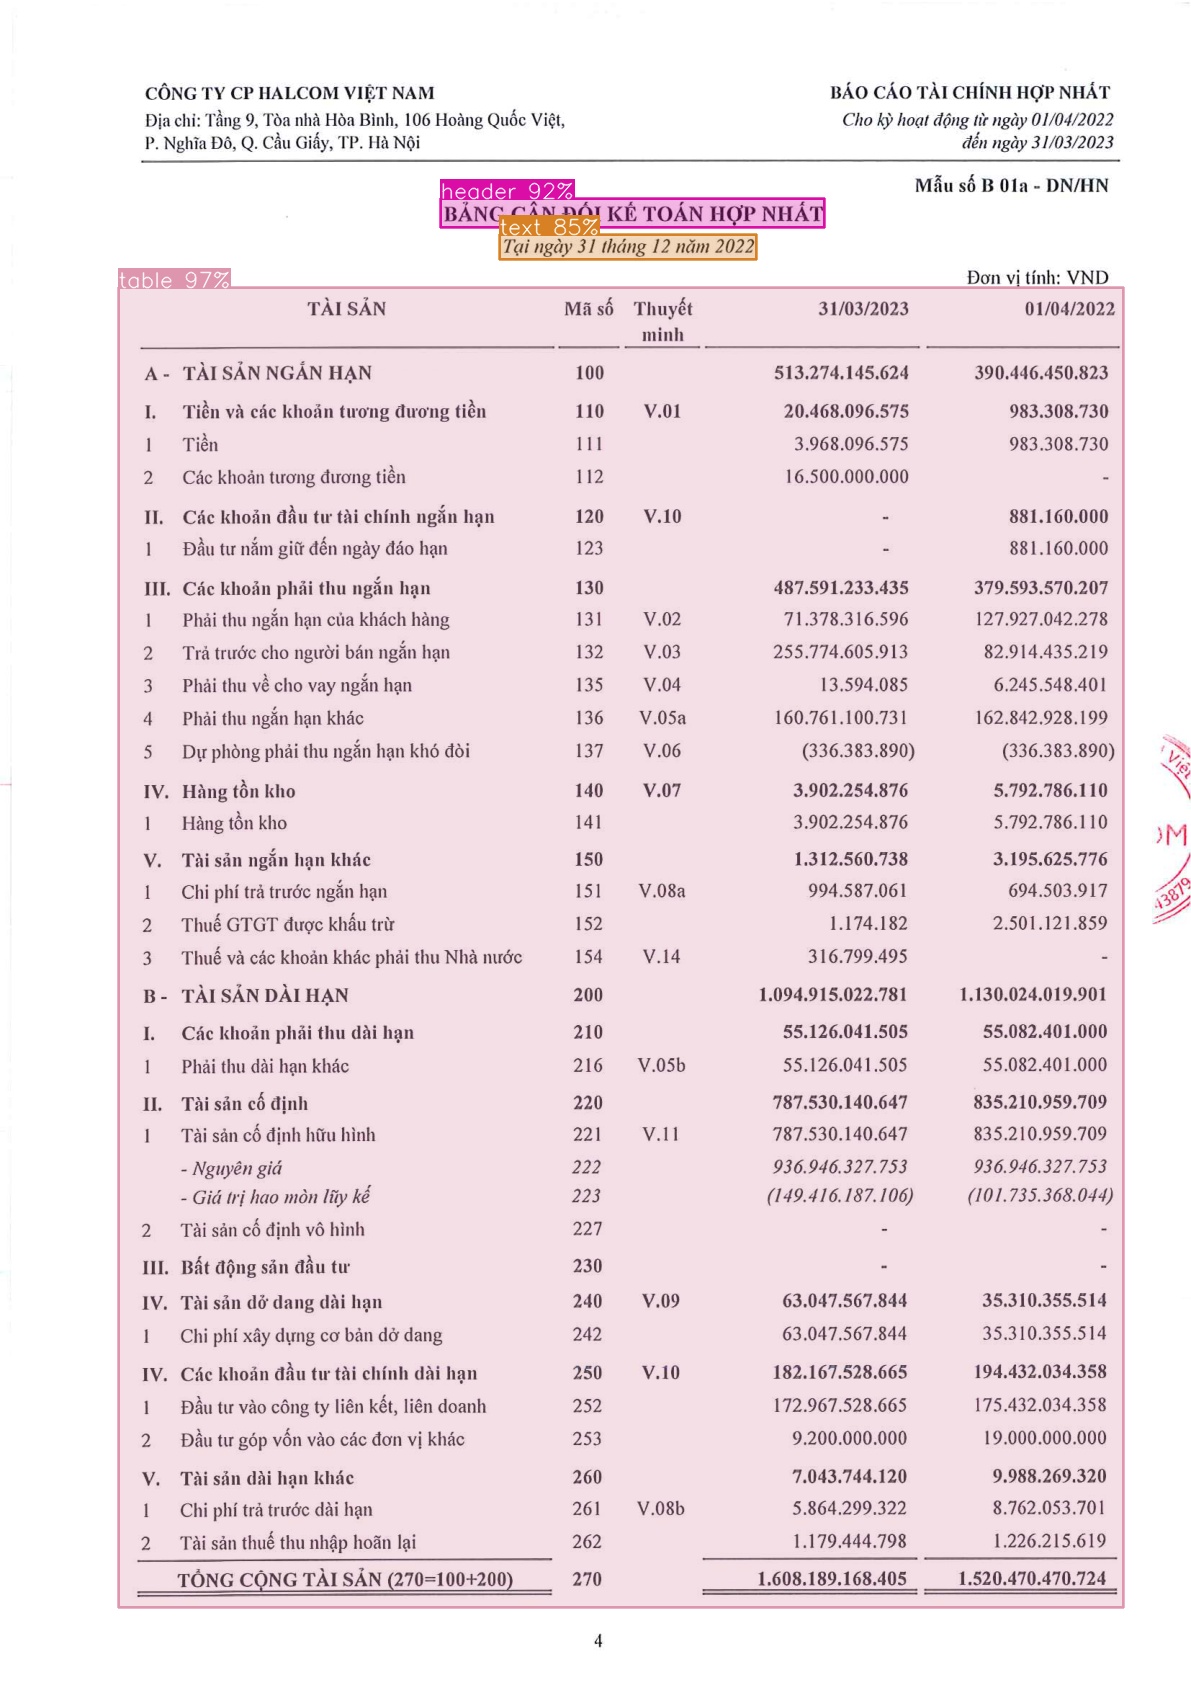 CÔNG TY CP HALCOM VIỆT NAM
Địa chỉ: Tầng 9, Tòa nhà Hòa Bình, 106 Hoàng Quốc Việt,
P. Nghĩa Đô, Q. Cầu Giấy, TP. Hà Nội
BÁO CÁO TÀI CHÍNH HỢP NHẤT
Cho kỳ hoạt động từ ngày 01/04/2022
đến ngày 31/03/2023
Mẫu số B 01a - DN/HN
header 92%
BẢNG CÂN ĐỐI KẾ TOÁN HỢP NHẤT
text 85%
Tại ngày 31 tháng 12 năm 2022
table 97%
Đơn vị tính: VND
TÀI SẢN Mã số Thuyết 31/03/2023 01/04/2022
minh
A - TÀI SẢN NGẮN HẠN 100 513.274.145.624 390.446.450.823
I. Tiền và các khoản tương đương tiền 110 V.01 20.468.096.575 983.308.730
1 Tiền 111 3.968.096.575 983.308.730
2 Các khoản tương đương tiền 112 16.500.000.000 -
II. Các khoản đầu tư tài chính ngắn hạn 120 V.10 - 881.160.000
1 Đầu tư nắm giữ đến ngày đáo hạn 123 - 881.160.000
III. Các khoản phải thu ngắn hạn 130 487.591.233.435 379.593.570.207
1 Phải thu ngắn hạn của khách hàng 131 V.02 71.378.316.596 127.927.042.278
2 Trả trước cho người bán ngắn hạn 132 V.03 255.774.605.913 82.914.435.219
3 Phải thu về cho vay ngắn hạn 135 V.04 13.594.085 6.245.548.401
4 Phải thu ngắn hạn khác 136 V.05a 160.761.100.731 162.842.928.199
5 Dự phòng phải thu ngắn hạn khó đòi 137 V.06 (336.383.890) (336.383.890)
IV. Hàng tồn kho 140 V.07 3.902.254.876 5.792.786.110
1 Hàng tồn kho 141 3.902.254.876 5.792.786.110
V. Tài sản ngắn hạn khác 150 1.312.560.738 3.195.625.776
1 Chi phí trả trước ngắn hạn 151 V.08a 994.587.061 694.503.917
2 Thuế GTGT được khấu trừ 152 1.174.182 2.501.121.859
3 Thuế và các khoản khác phải thu Nhà nước 154 V.14 316.799.495 -
B - TÀI SẢN DÀI HẠN 200 1.094.915.022.781 1.130.024.019.901
I. Các khoản phải thu dài hạn 210 55.126.041.505 55.082.401.000
1 Phải thu dài hạn khác 216 V.05b 55.126.041.505 55.082.401.000
II. Tài sản cố định 220 787.530.140.647 835.210.959.709
1 Tài sản cố định hữu hình 221 V.11 787.530.140.647 835.210.959.709
- Nguyên giá 222 936.946.327.753 936.946.327.753
- Giá trị hao mòn lũy kế 223 (149.416.187.106) (101.735.368.044)
2 Tài sản cố định vô hình 227 - -
III. Bất động sản đầu tư 230 - -
IV. Tài sản dở dang dài hạn 240 V.09 63.047.567.844 35.310.355.514
1 Chi phí xây dựng cơ bản dở dang 242 63.047.567.844 35.310.355.514
IV. Các khoản đầu tư tài chính dài hạn 250 V.10 182.167.528.665 194.432.034.358
1 Đầu tư vào công ty liên kết, liên doanh 252 172.967.528.665 175.432.034.358
2 Đầu tư góp vốn vào các đơn vị khác 253 9.200.000.000 19.000.000.000
V. Tài sản dài hạn khác 260 7.043.744.120 9.988.269.320
1 Chi phí trả trước dài hạn 261 V.08b 5.864.299.322 8.762.053.701
2 Tài sản thuế thu nhập hoãn lại 262 1.179.444.798 1.226.215.619
TỔNG CỘNG TÀI SẢN (270=100+200) 270 1.608.189.168.405 1.520.470.470.724
4